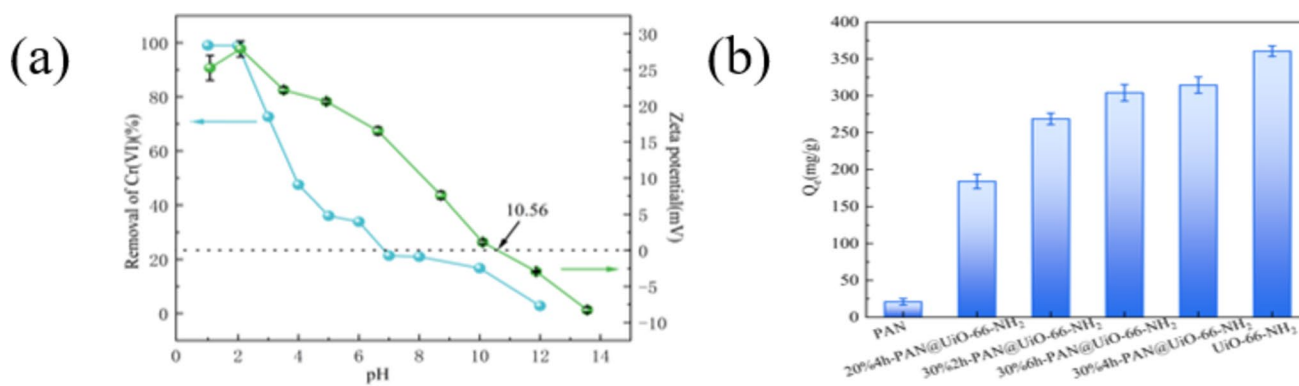 (a)
Removal of Cr(VI)(%)
100
80
60
40
20
0
0 2 4 6 8 10 12 14
pH
10.56
30
25
20
15
10
5
0
−5
−10
Zeta potential(mV)
(b)
Qe(mg/g)
400
350
300
250
200
150
100
50
0
PAN
20%4h-PAN@UiO-66-NH2
30%2h-PAN@UiO-66-NH2
30%6h-PAN@UiO-66-NH2
30%4h-PAN@UiO-66-NH2
UiO-66-NH2